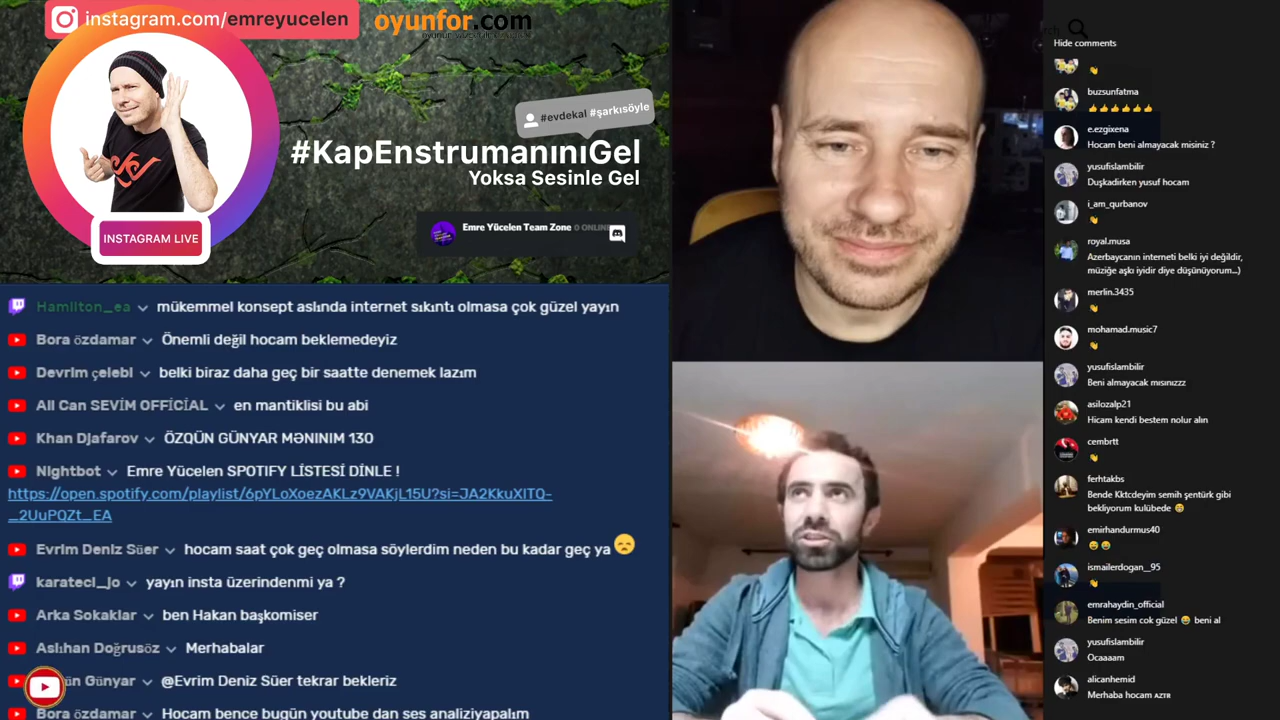 instagram.com/emreyucelen
oyunfor.com
#evdekal #şarkısöyle
#KapEnstrumanınıGel
Yoksa Sesinle Gel
INSTAGRAM LIVE
Emre Yücelen Team Zone 0 ONLINE
Hamilton_ea mükemmel konsept aslında internet sıkıntı olmasa çok güzel yayın
Bora özdamar Önemli değil hocam beklemedeyiz
Devrim çelebi belki biraz daha geç bir saatte denemek lazım
Ali Can SEVİM OFFİCİAL en mantiklisi bu abi
Khan Djafarov ÖZQÜN GÜNYAR MƏNINIM 130
Nightbot Emre Yücelen SPOTIFY LİSTESİ DİNLE !
https://open.spotify.com/playlist/6pYLoXoezAKLz9VAKjL15U?si=JA2KkuXITQ-
_2UuPQZt_EA
Evrim Deniz Süer hocam saat çok geç olmasa söylerdim neden bu kadar geç ya 😞
karateci_jo yayın insta üzerindenmi ya ?
Arka Sokaklar ben Hakan başkomiser
Aslıhan Doğrusöz Merhabalar
Günyar @Evrim Deniz Süer tekrar bekleriz
Bora özdamar Hocam bence bugün youtube dan ses analiziyapalım
Hide comments
👏
buzsunfatma
👍👍👍👍👍👍
e.ezgixena
Hocam beni almayacak misiniz ?
yusufislambilir
Duşkadirken yusuf hocam
i_am_qurbanov
👏
royal.musa
Azerbaycanın interneti belki iyi değildir,
müziğe aşkı iyidir diye düşünüyorum...)
merlin.3435
👏
mohamad.music7
👏
yusufislambilir
Beni almayacak mısınızzz
asilozalp21
Hicam kendi bestem nolur alın
cembrtt
👏
ferhtakbs
Bende Kktcdeyim semih şentürk gibi
bekliyorum kulübede 😂
emirhandurmus40
😂😂
ismailerdogan__95
👏
emrahaydin_official
Benim sesim cok güzel 😂 beni al
yusufislambilir
Ocaaaam
alicanhemid
Merhaba hocam AZTR